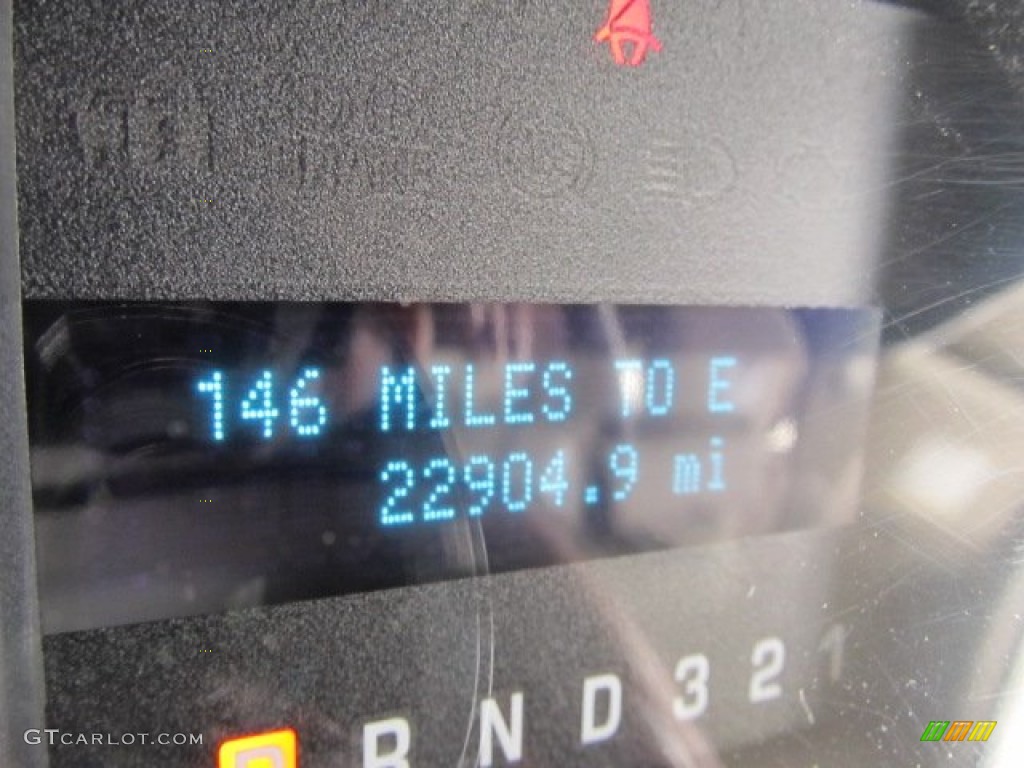 146 MILES TO E
22904.9 mi
P R N D 3 2 1
GTCARLOT.COM